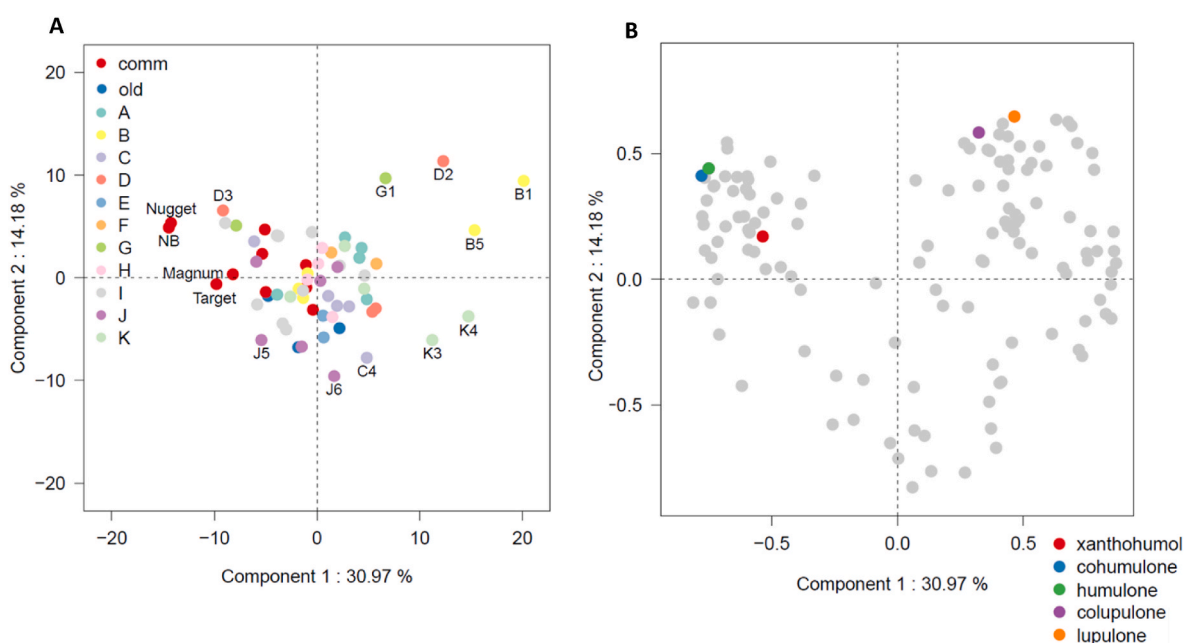 A
comm
old
A
B
C
D
E
F
G
H
I
J
K
20
10
0
−10
−20
Component 2 : 14.18 %
D2
G1
B1
D3
Nugget
NB
B5
Magnum
Target
K4
K3
J5
C4
J6
−20
−10
0
10
20
Component 1 : 30.97 %
B
0.5
0.0
−0.5
Component 2 : 14.18 %
−0.5
0.0
0.5
Component 1 : 30.97 %
xanthohumol
cohumulone
humulone
colupulone
lupulone